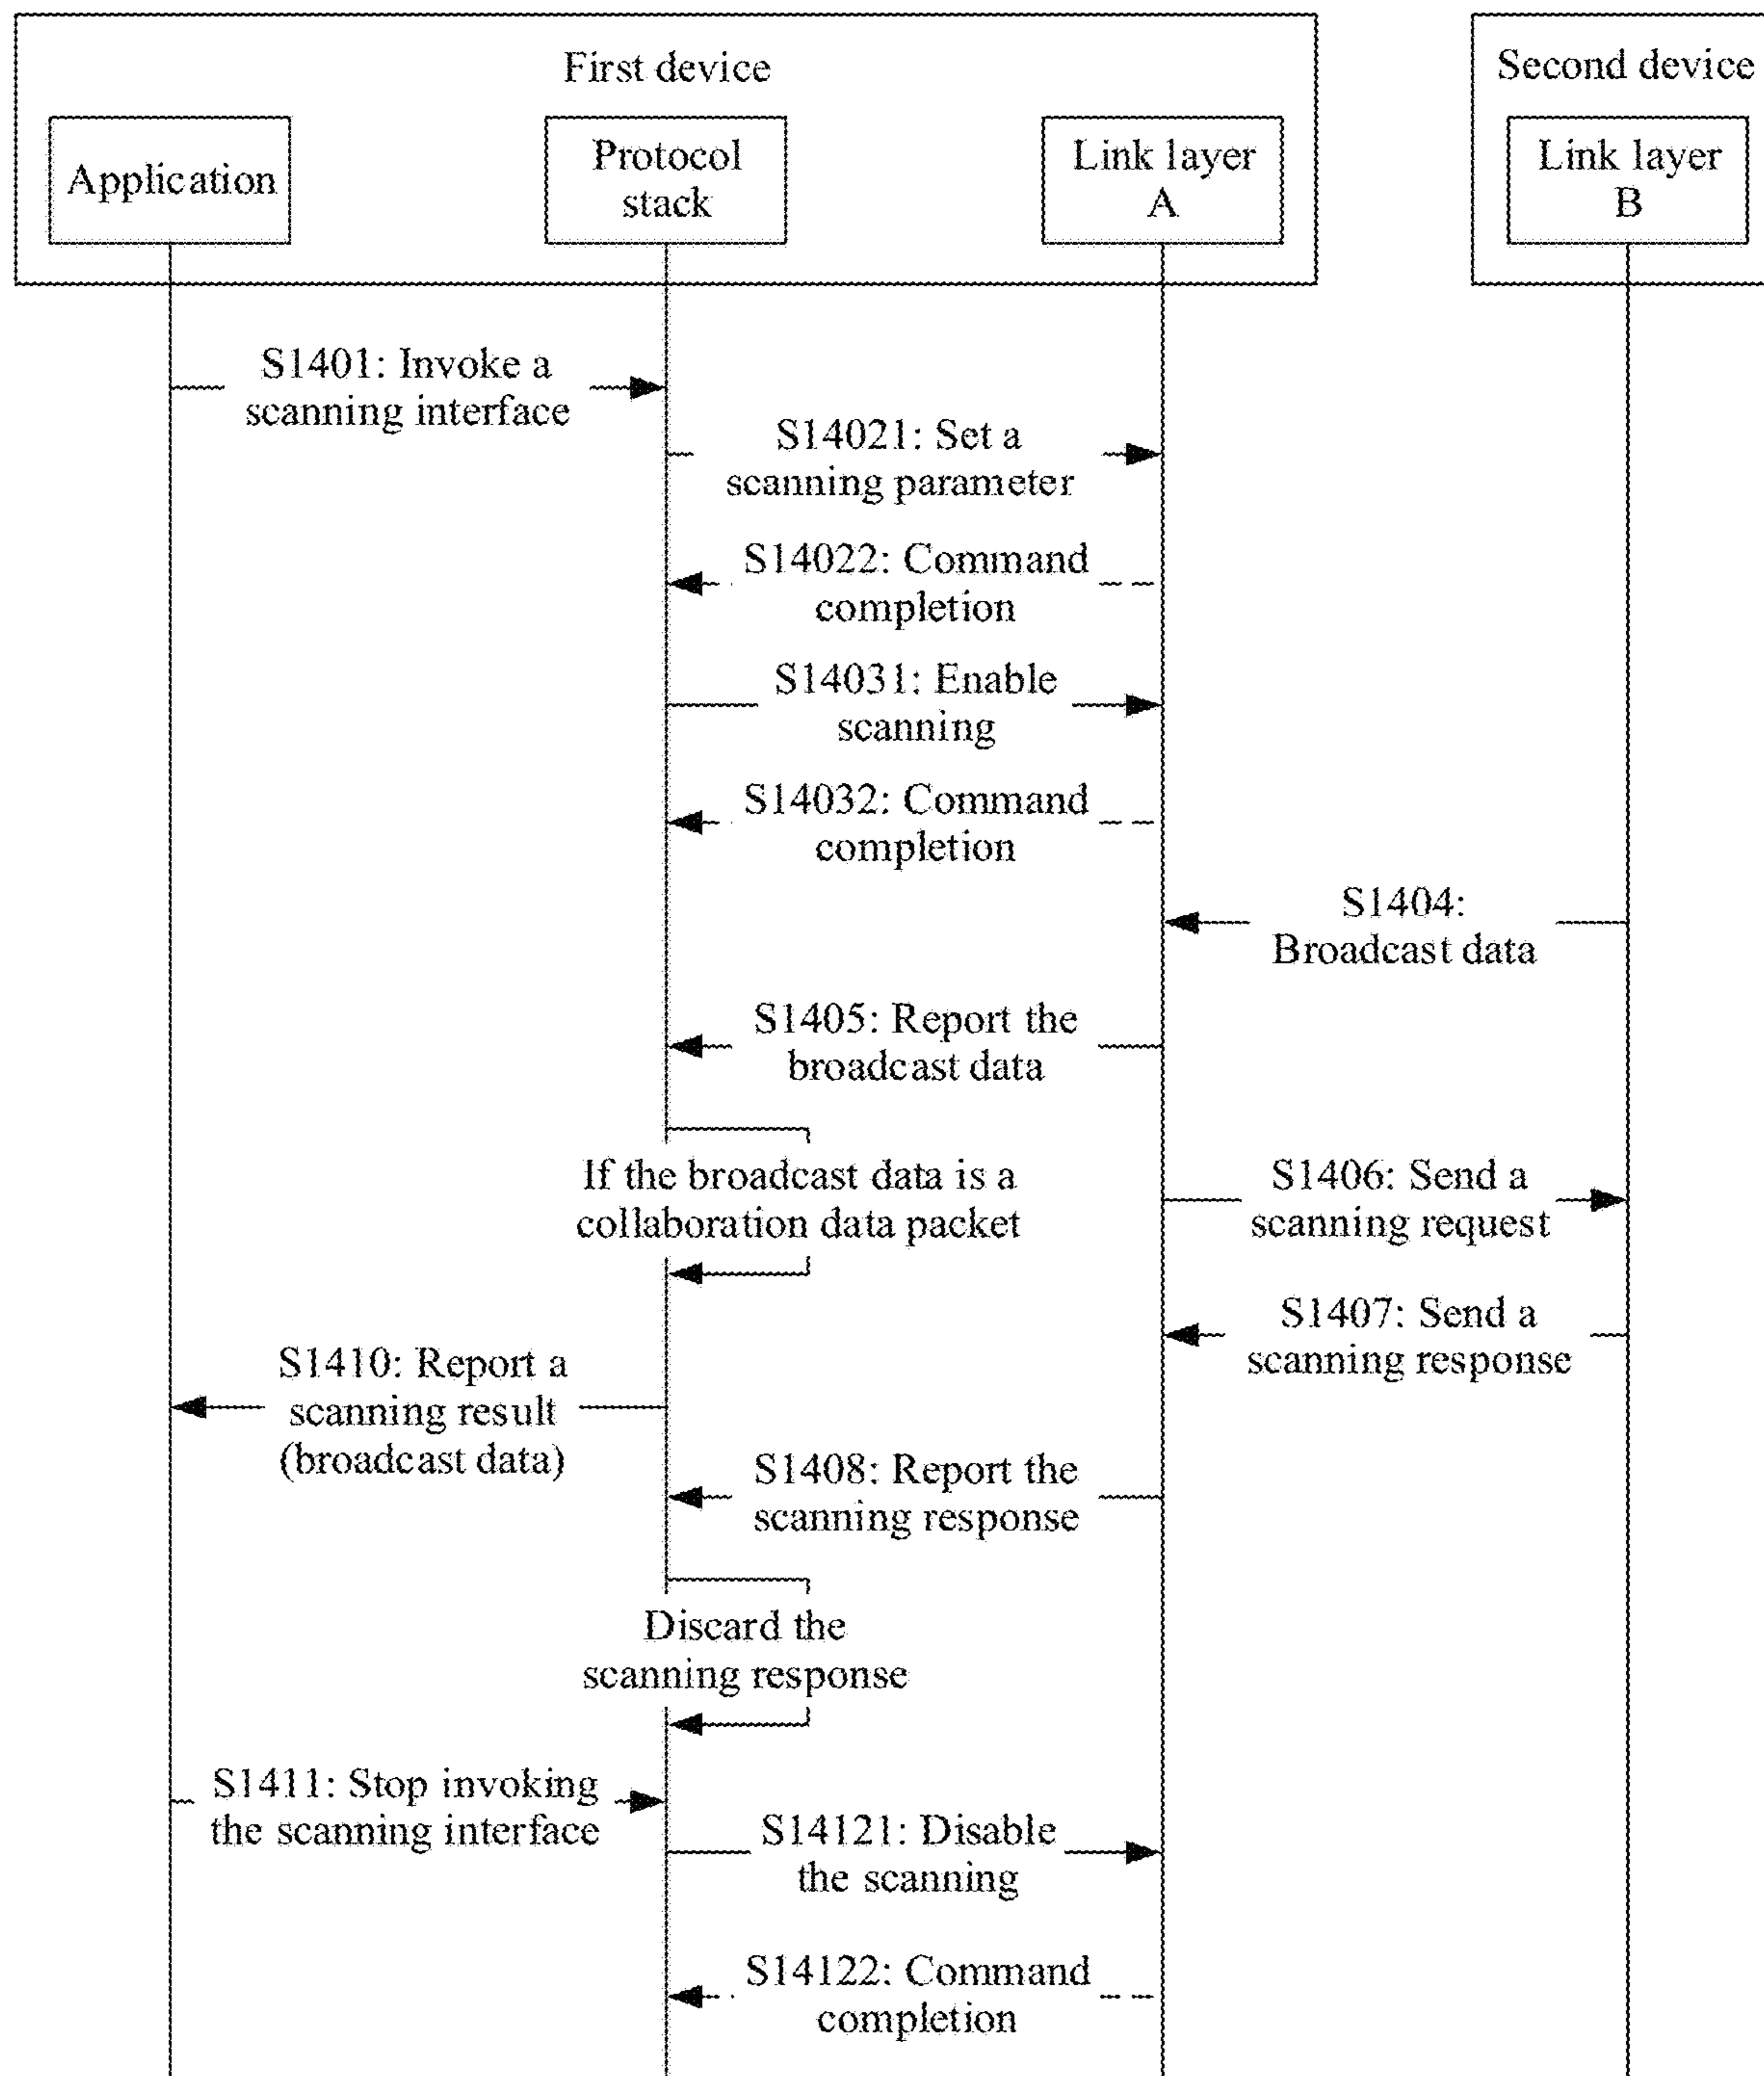 First device
Second device
Application
Protocol
stack
Link layer
A
Link layer
B
S1401: Invoke a
scanning interface
S14021: Set a
scanning parameter
S14022: Command
completion
S14031: Enable
scanning
S14032: Command
completion
S1404:
Broadcast data
S1405: Report the
broadcast data
If the broadcast data is a
collaboration data packet
S1406: Send a
scanning request
S1407: Send a
scanning response
S1410: Report a
scanning result
(broadcast data)
S1408: Report the
scanning response
Discard the
scanning response
S1411: Stop invoking
the scanning interface
S14121: Disable
the scanning
S14122: Command
completion